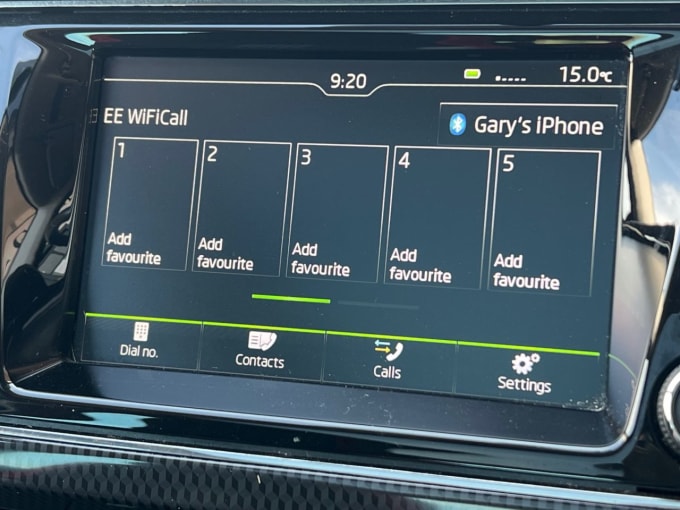 9:20
15.0℃
EE WiFiCall
Gary's iPhone
1
2
3
4
5
Add favourite
Add favourite
Add favourite
Add favourite
Add favourite
Dial no.
Contacts
Calls
Settings